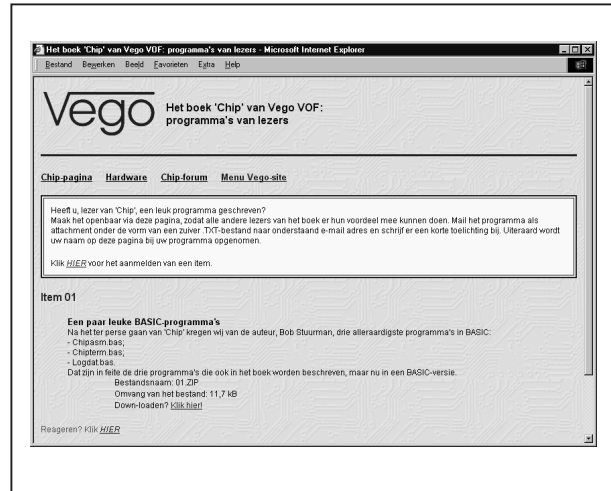 Het boek 'Chip' van Vego VOF: programma's van lezers - Microsoft Internet Explorer
Bestand Bewerken Beeld Favorieten Extra Help
Vego
Het boek 'Chip' van Vego VOF:
programma's van lezers
Chip-pagina Hardware Chip-forum Menu Vego-site
Heeft u, lezer van 'Chip', een leuk programma geschreven?
Maak het openbaar via deze pagina, zodat alle andere lezers van het boek er hun voordeel mee kunnen doen. Mail het programma als
attachment onder de vorm van een zuiver .TXT-bestand naar onderstaand e-mail adres en schrijf er een korte toelichting bij. Uiteraard wordt
uw naam op deze pagina bij uw programma opgenomen.
Klik HIER voor het aanmelden van een item.
Item 01
Een paar leuke BASIC-programma's
Na het ter perse gaan van 'Chip' kregen wij van de auteur, Bob Stuurman, drie alleraardigste programma's in BASIC:
- Chipasm.bas;
- Chipterm.bas;
- Logdat.bas.
Dat zijn in feite de drie programma's die ook in het boek worden beschreven, maar nu in een BASIC-versie.
Bestandsnaam: 01.ZIP
Omvang van het bestand: 11,7 kB
Down-loaden? Klik hier!
Reageren? Klik HIER